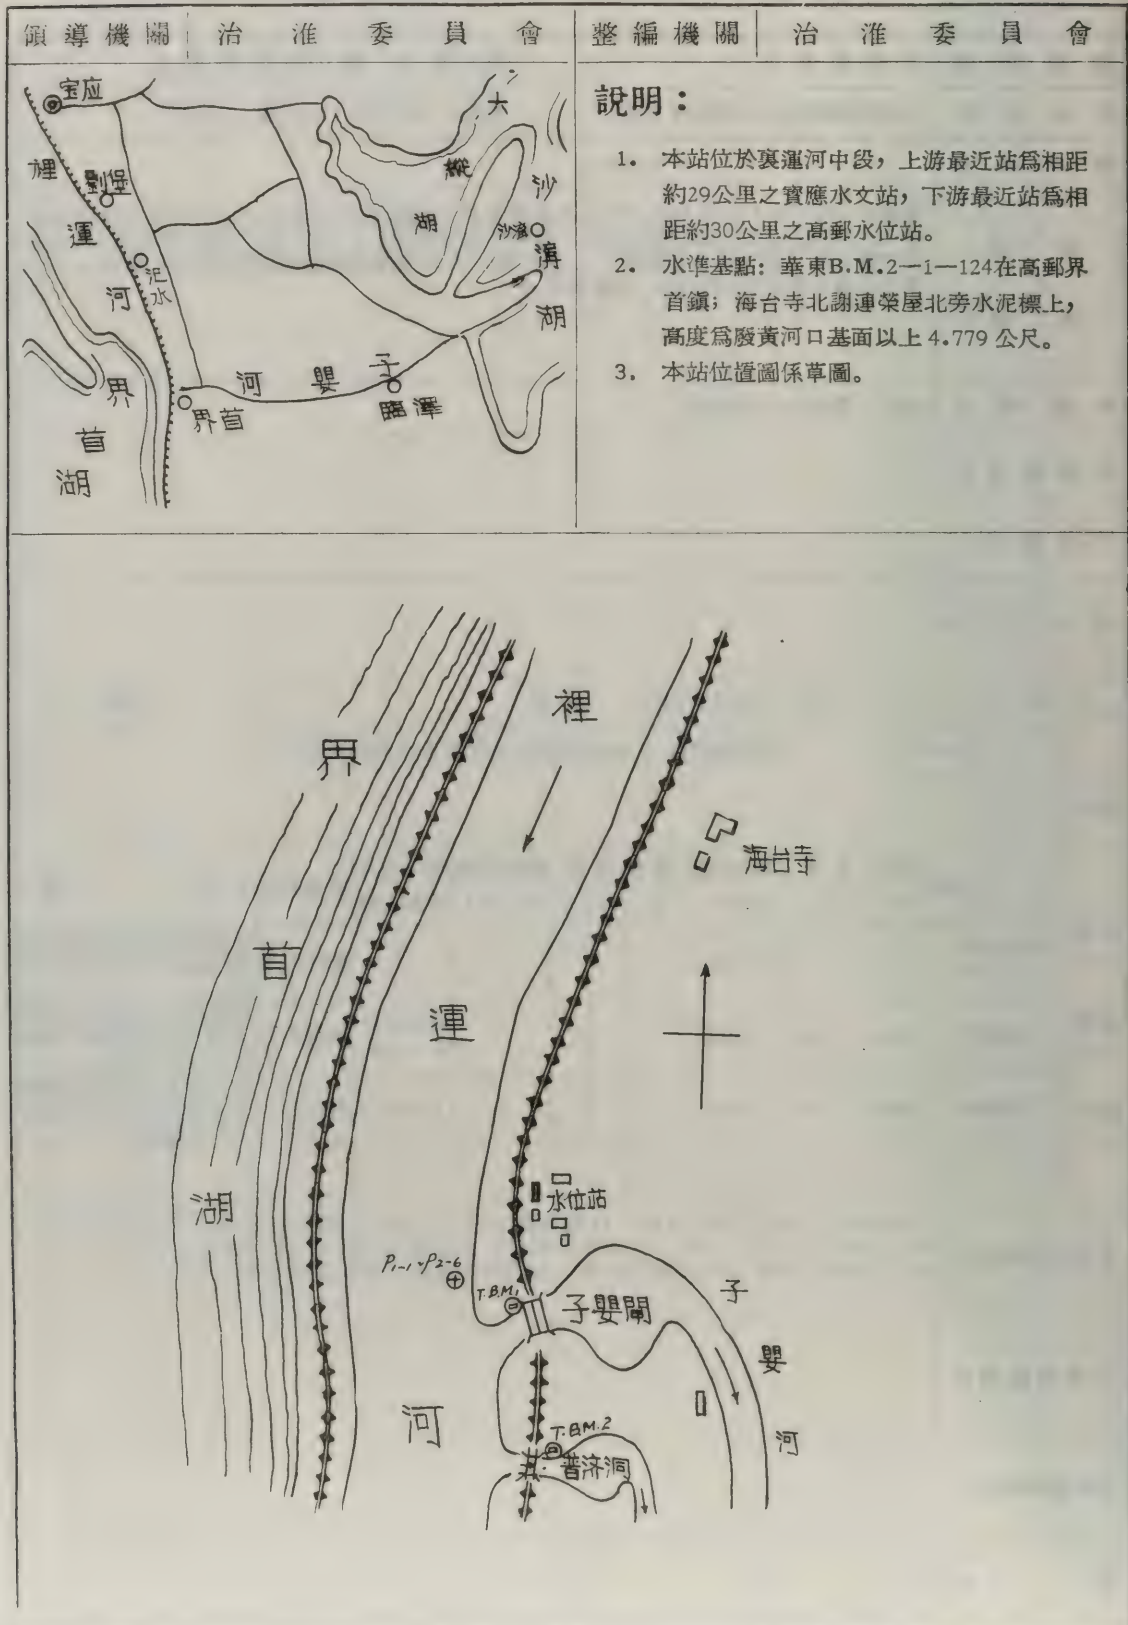 領導機關 治淮委員會 整編機關 治淮委員會
說明：
1. 本站位於裏運河中段，上游最近站爲相距
約29公里之寶應水文站，下游最近站爲相
距約30公里之高郵水位站。
2. 水準基點：華東B.M.2—1—124在高郵界
首鎮；海台寺北謝連榮屋北旁水泥標上，
高度爲廢黃河口基面以上4.779公尺。
3. 本站位置圖係草圖。
宝应
裡運河
劉堡
氾水
大縱湖
沙溝湖
沙溝
子嬰河
臨澤
界首
界首湖
裡運河
界首湖
海台寺
水位站
P1-1~P2-6
T.B.M.1
子嬰閘
子嬰河
T.B.M.2
普济洞